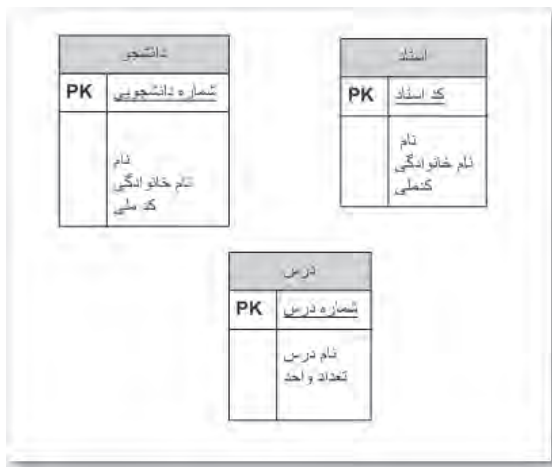 دانشجو
PK شماره دانشجویی
نام
نام خانوادگی
کد ملی
استاد
PK کد استاد
نام
نام خانوادگی
کدملی
درس
PK شماره درس
نام درس
تعداد واحد